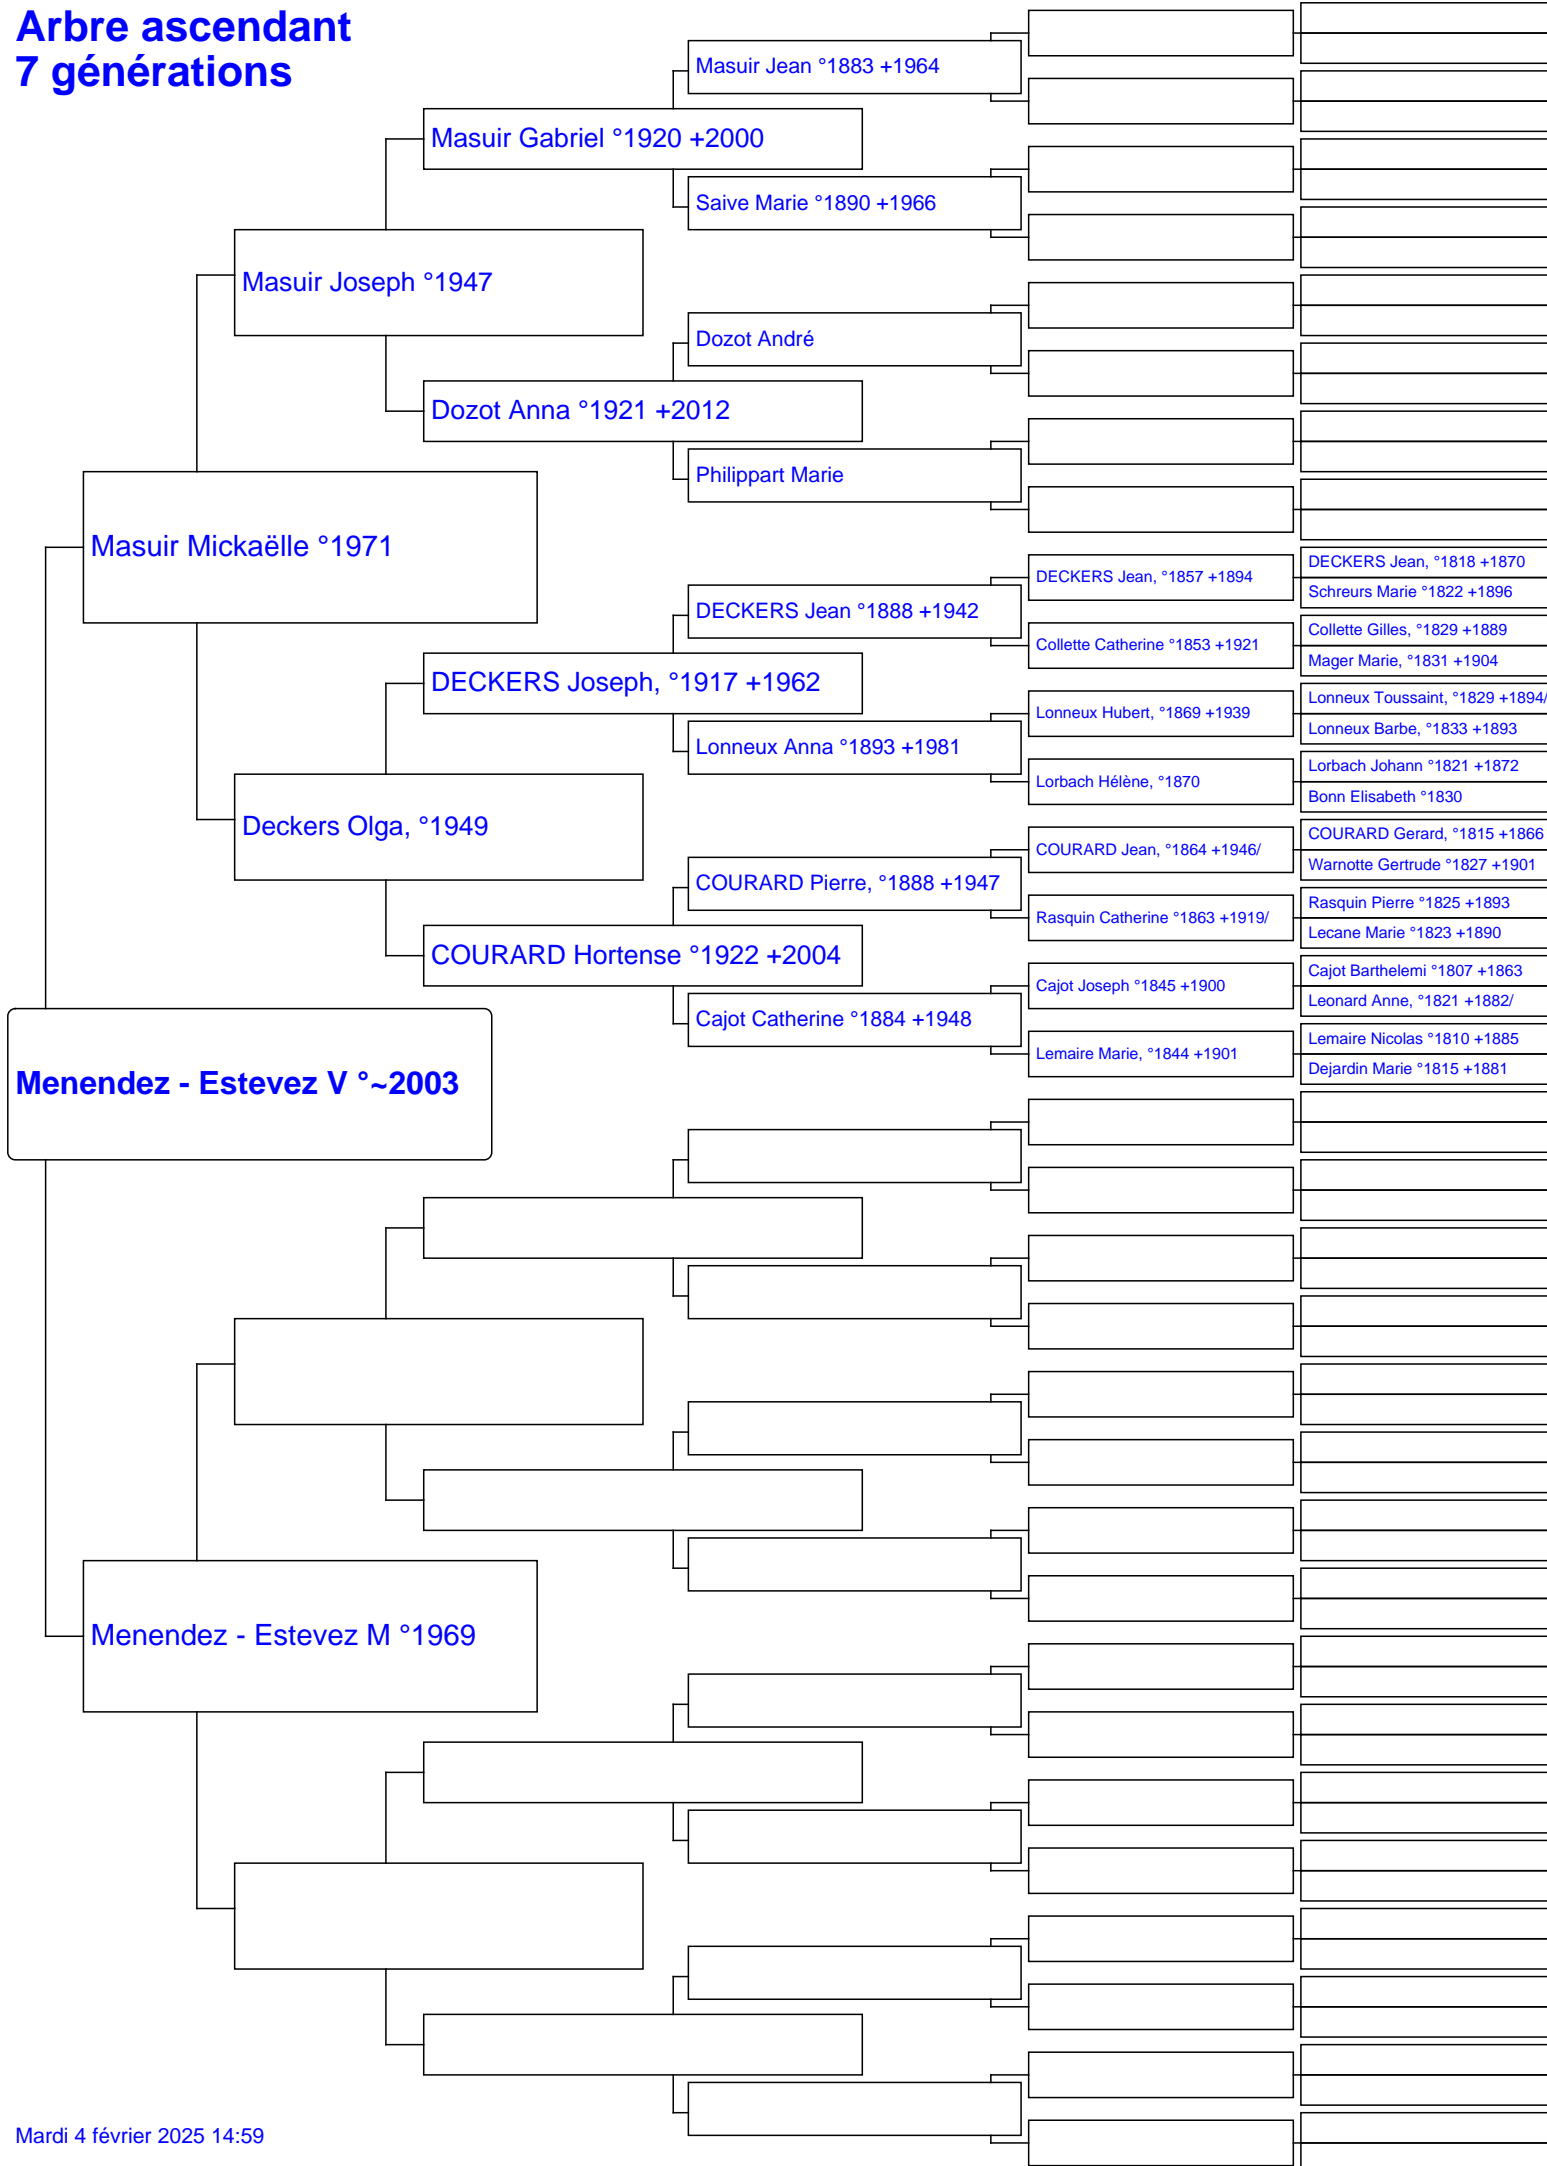 Arbre ascendant
7 générations
Masuir Jean °1883 +1964
Masuir Gabriel °1920 +2000
Saive Marie °1890 +1966
Masuir Joseph °1947
Dozot André
Dozot Anna °1921 +2012
Philippart Marie
Masuir Mickaëlle °1971
DECKERS Jean, °1818 +1870
DECKERS Jean, °1857 +1894
Schreurs Marie °1822 +1896
DECKERS Jean °1888 +1942
Collette Gilles, °1829 +1889
Collette Catherine °1853 +1921
Mager Marie, °1831 +1904
DECKERS Joseph, °1917 +1962
Lonneux Toussaint, °1829 +1894/
Lonneux Hubert, °1869 +1939
Lonneux Barbe, °1833 +1893
Lonneux Anna °1893 +1981
Lorbach Johann °1821 +1872
Lorbach Hélène, °1870
Bonn Elisabeth °1830
Deckers Olga, °1949
COURARD Gerard, °1815 +1866
COURARD Jean, °1864 +1946/
Warnotte Gertrude °1827 +1901
COURARD Pierre, °1888 +1947
Rasquin Pierre °1825 +1893
Rasquin Catherine °1863 +1919/
Lecane Marie °1823 +1890
COURARD Hortense °1922 +2004
Cajot Barthelemi °1807 +1863
Cajot Joseph °1845 +1900
Leonard Anne, °1821 +1882/
Cajot Catherine °1884 +1948
Lemaire Nicolas °1810 +1885
Lemaire Marie, °1844 +1901
Dejardin Marie °1815 +1881
Menendez - Estevez V °~2003
Menendez - Estevez M °1969
Mardi 4 février 2025 14:59